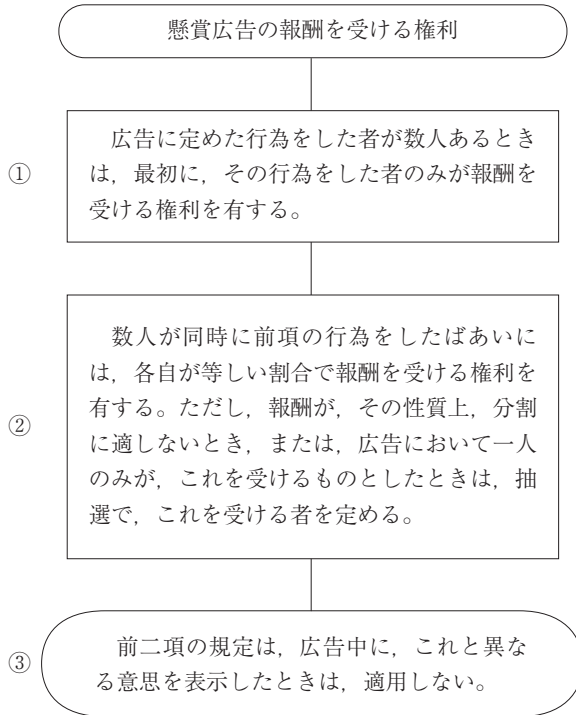 懸賞広告の報酬を受ける権利
①
広告に定めた行為をした者が数人あるとき
は，最初に，その行為をした者のみが報酬を
受ける権利を有する。
②
数人が同時に前項の行為をしたばあいに
は，各自が等しい割合で報酬を受ける権利を
有する。ただし，報酬が，その性質上，分割
に適しないとき，または，広告において一人
のみが，これを受けるものとしたときは，抽
選で，これを受ける者を定める。
③
前二項の規定は，広告中に，これと異な
る意思を表示したときは，適用しない。